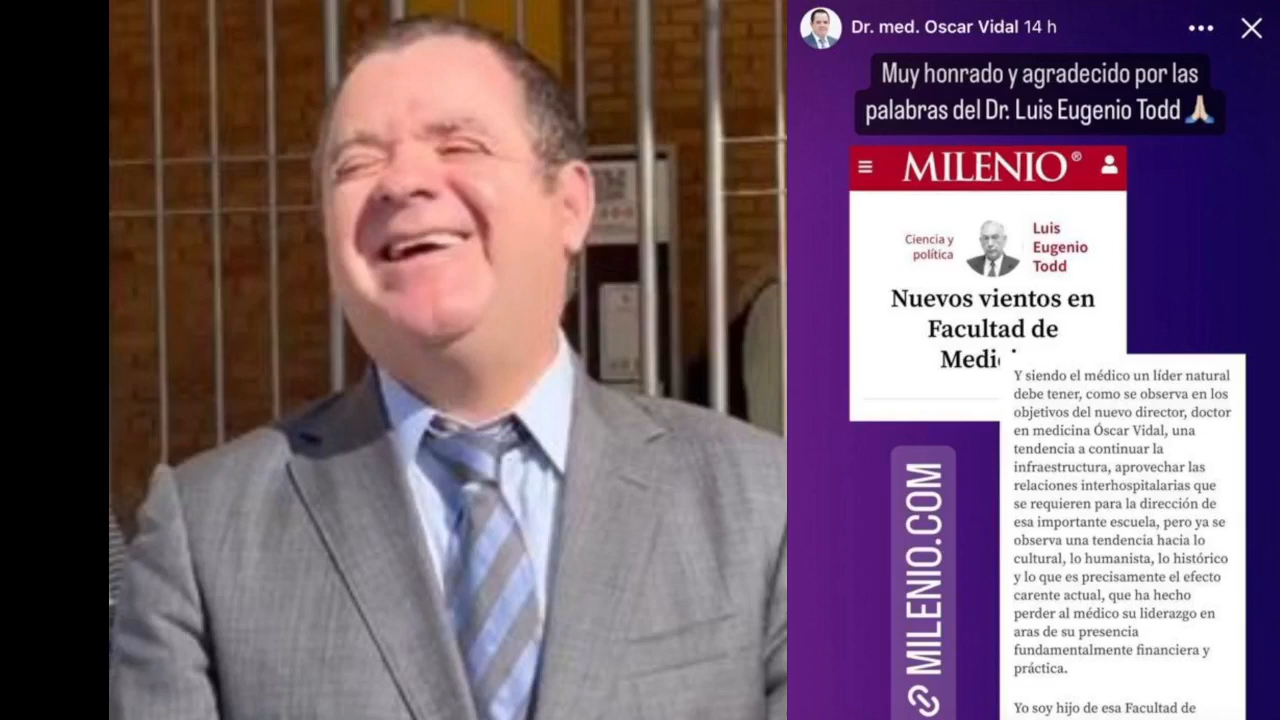 Dr. med. Oscar Vidal 14 h
Muy honrado y agradecido por las
palabras del Dr. Luis Eugenio Todd
MILENIO®
Ciencia y
política
Luis
Eugenio
Todd
Nuevos vientos en
Facultad de
Y siendo el médico un líder natural
debe tener, como se observa en los
objetivos del nuevo director, doctor
en medicina Óscar Vidal, una
tendencia a continuar la
infraestructura, aprovechar las
relaciones interhospitalarias que
se requieren para la dirección de
esa importante escuela, pero ya se
observa una tendencia hacia lo
cultural, lo humanista, lo histórico
y lo que es precisamente el efecto
carente actual, que ha hecho
perder al médico su liderazgo en
aras de su presencia
fundamentalmente financiera y
práctica.
Yo soy hijo de esa Facultad de
MILENIO.COM